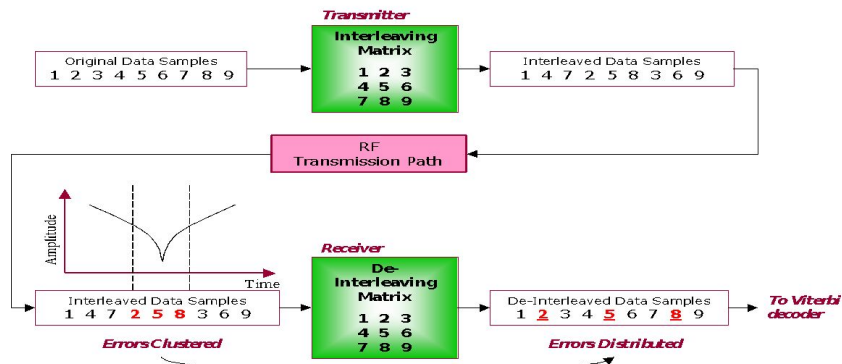 Transmitter
Original Data Samples
1 2 3 4 5 6 7 8 9
Interleaving
Matrix
1 2 3
4 5 6
7 8 9
Interleaved Data Samples
1 4 7 2 5 8 3 6 9
RF
Transmission Path
Amplitude
Time
Receiver
Interleaved Data Samples
1 4 7 2 5 8 3 6 9
De-
Interleaving
Matrix
1 2 3
4 5 6
7 8 9
De-Interleaved Data Samples
1 2 3 4 5 6 7 8 9
To Viterbi
decoder
Errors Clustered
Errors Distributed